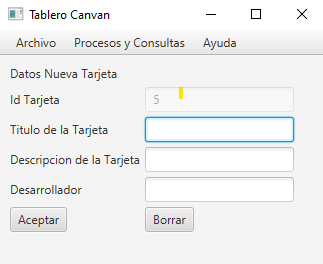 Tablero Canvan
Archivo Procesos y Consultas Ayuda
Datos Nueva Tarjeta
Id Tarjeta 5
Titulo de la Tarjeta
Descripcion de la Tarjeta
Desarrollador
Aceptar Borrar